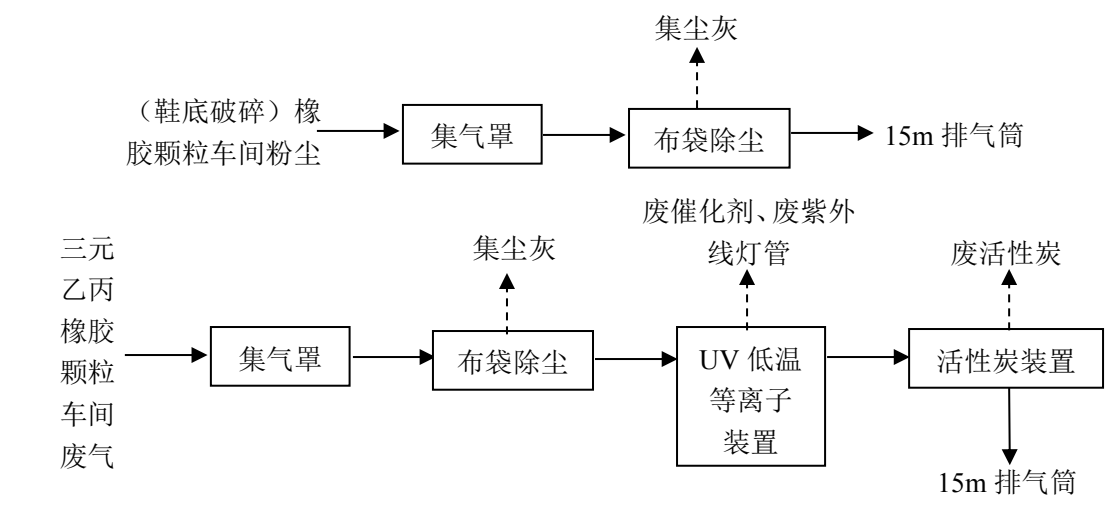 集尘灰
（鞋底破碎）橡
胶颗粒车间粉尘
集气罩
布袋除尘
15m 排气筒
三元
乙丙
橡胶
颗粒
车间
废气
集气罩
集尘灰
布袋除尘
废催化剂、废紫外
线灯管
UV 低温
等离子
装置
废活性炭
活性炭装置
15m 排气筒